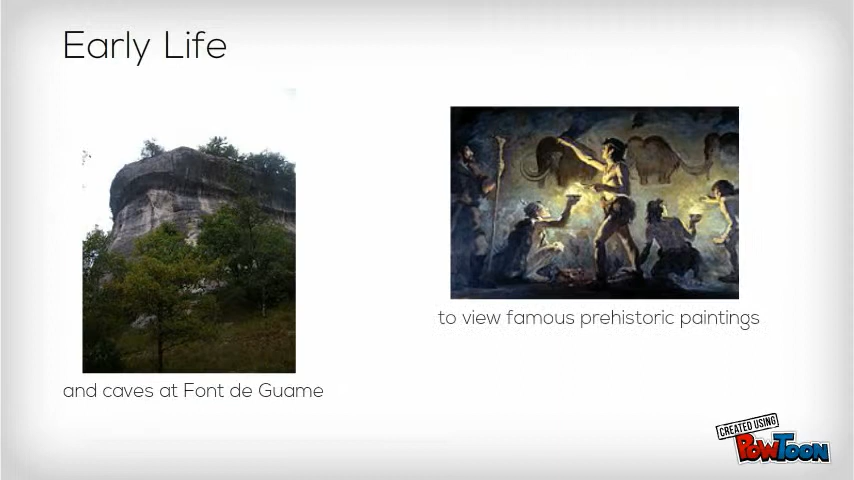 Early Life
and caves at Font de Guame
to view famous prehistoric paintings
CREATED USING
POWTOON